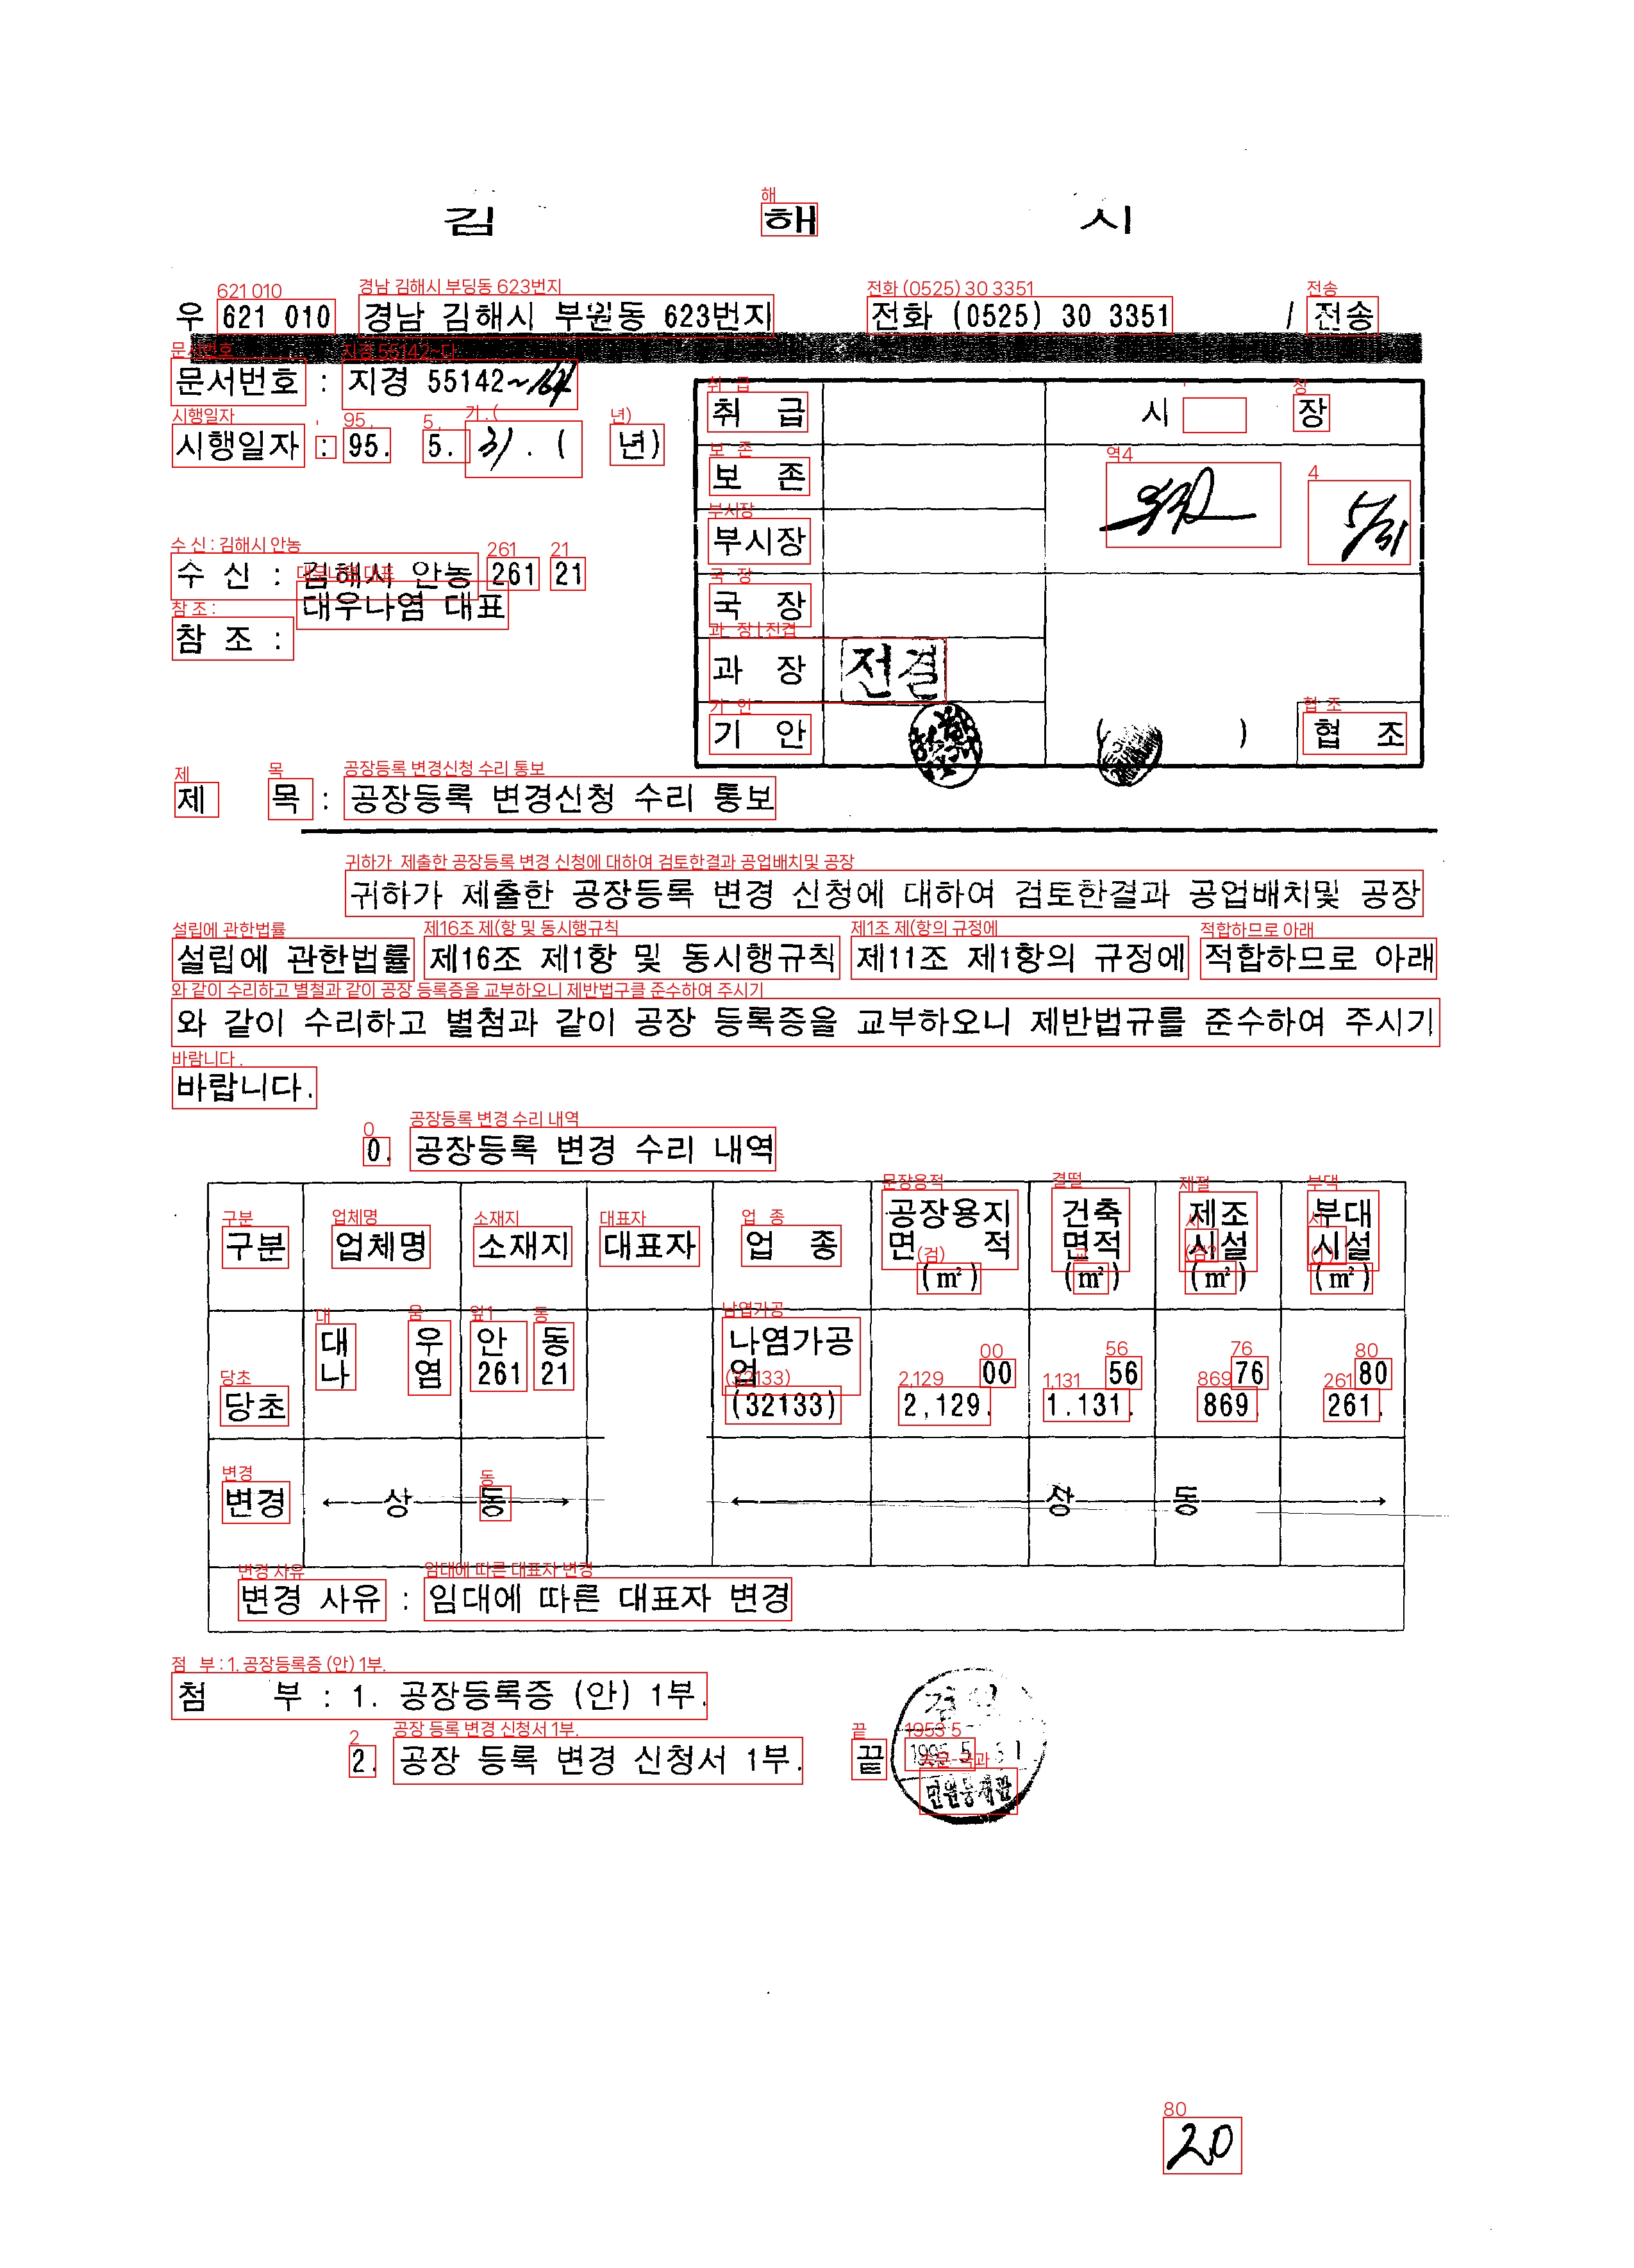 김 해 시
우 621 010 경남 김해시 부원동 623번지 전화 (0525) 30 3351 / 전송
문서번호 : 지경 55142~
시행일자 : 95. 5. 31. ( 년)
수 신 : 김해시 안동 261 21
대우나염 대표
참 조 :
취 급 시 장
보 존
부시장 5/31
국 장
과 장 전결
기 안 ( ) 협 조
제 목 : 공장등록 변경신청 수리 통보
귀하가 제출한 공장등록 변경 신청에 대하여 검토한결과 공업배치및 공장
설립에 관한법률 제16조 제1항 및 동시행규칙 제11조 제1항의 규정에 적합하므로 아래
와 같이 수리하고 별첨과 같이 공장 등록증을 교부하오니 제반법규를 준수하여 주시기
바랍니다.
0. 공장등록 변경 수리 내역
구분 업체명 소재지 대표자 업 종 공장용지 면 적 (㎡) 건축 면적 (㎡) 제조 시설 (㎡) 부대 시설 (㎡)
당초 대 우 나 염 안 동 261 21 나염가공업 (32133) 2,129.00 1.131.56 869.76 261.80
변경 ←상 동→ ←상 동→
변경 사유 : 임대에 따른 대표자 변경
첨 부 : 1. 공장등록증 (안) 1부.
2. 공장 등록 변경 신청서 1부. 끝
1995 5 31
민원통제관
20